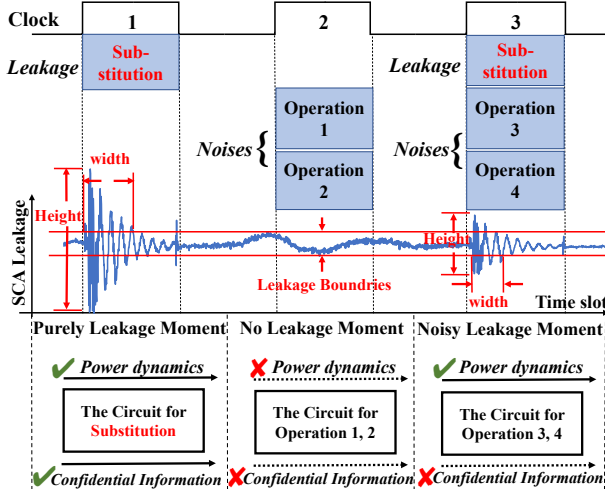 Clock
1
2
3
Leakage
Sub-
stitution
Leakage
Sub-
stitution
Noises
Operation
1
Operation
2
Noises
Operation
3
Operation
4
width
Height
SCA Leakage
Leakage Boundries
Height
width
Time slot
Purely Leakage Moment
No Leakage Moment
Noisy Leakage Moment
Power dynamics
Power dynamics
Power dynamics
The Circuit for
Substitution
The Circuit for
Operation 1, 2
The Circuit for
Operation 3, 4
Confidential Information
Confidential Information
Confidential Information